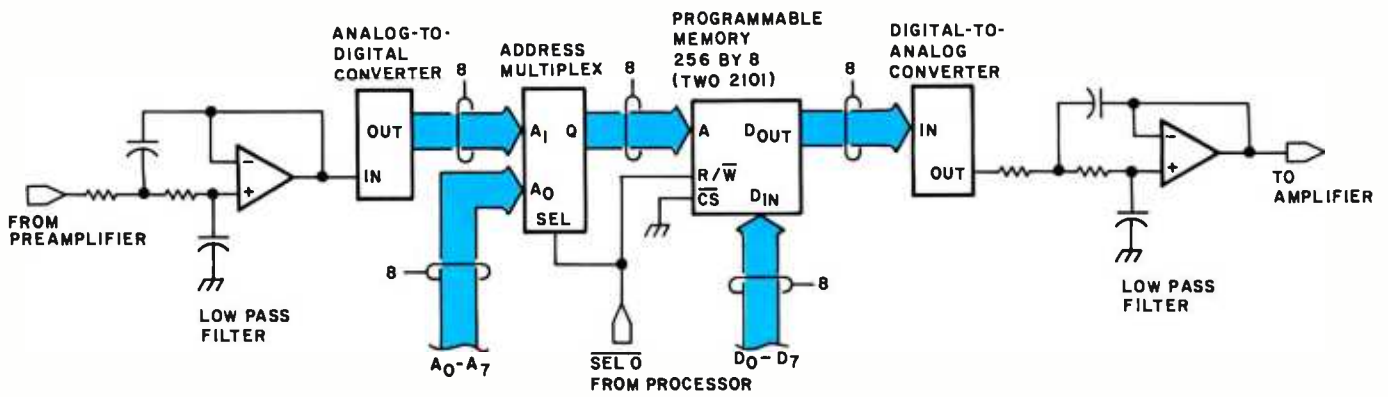 ANALOG-TO-
DIGITAL
CONVERTER
8
OUT
IN
ADDRESS
MULTIPLEX
A1 Q
A0
SEL
8
PROGRAMMABLE
MEMORY
256 BY 8
(TWO 2101)
A DOUT
R/W̅
C̅S̅
DIN
8
DIGITAL-TO-
ANALOG
CONVERTER
IN
OUT
-
+
FROM
PREAMPLIFIER
LOW PASS
FILTER
8
A0-A7
S̅E̅L̅ ̅0̅
FROM PROCESSOR
8
D0-D7
-
+
TO
AMPLIFIER
LOW PASS
FILTER